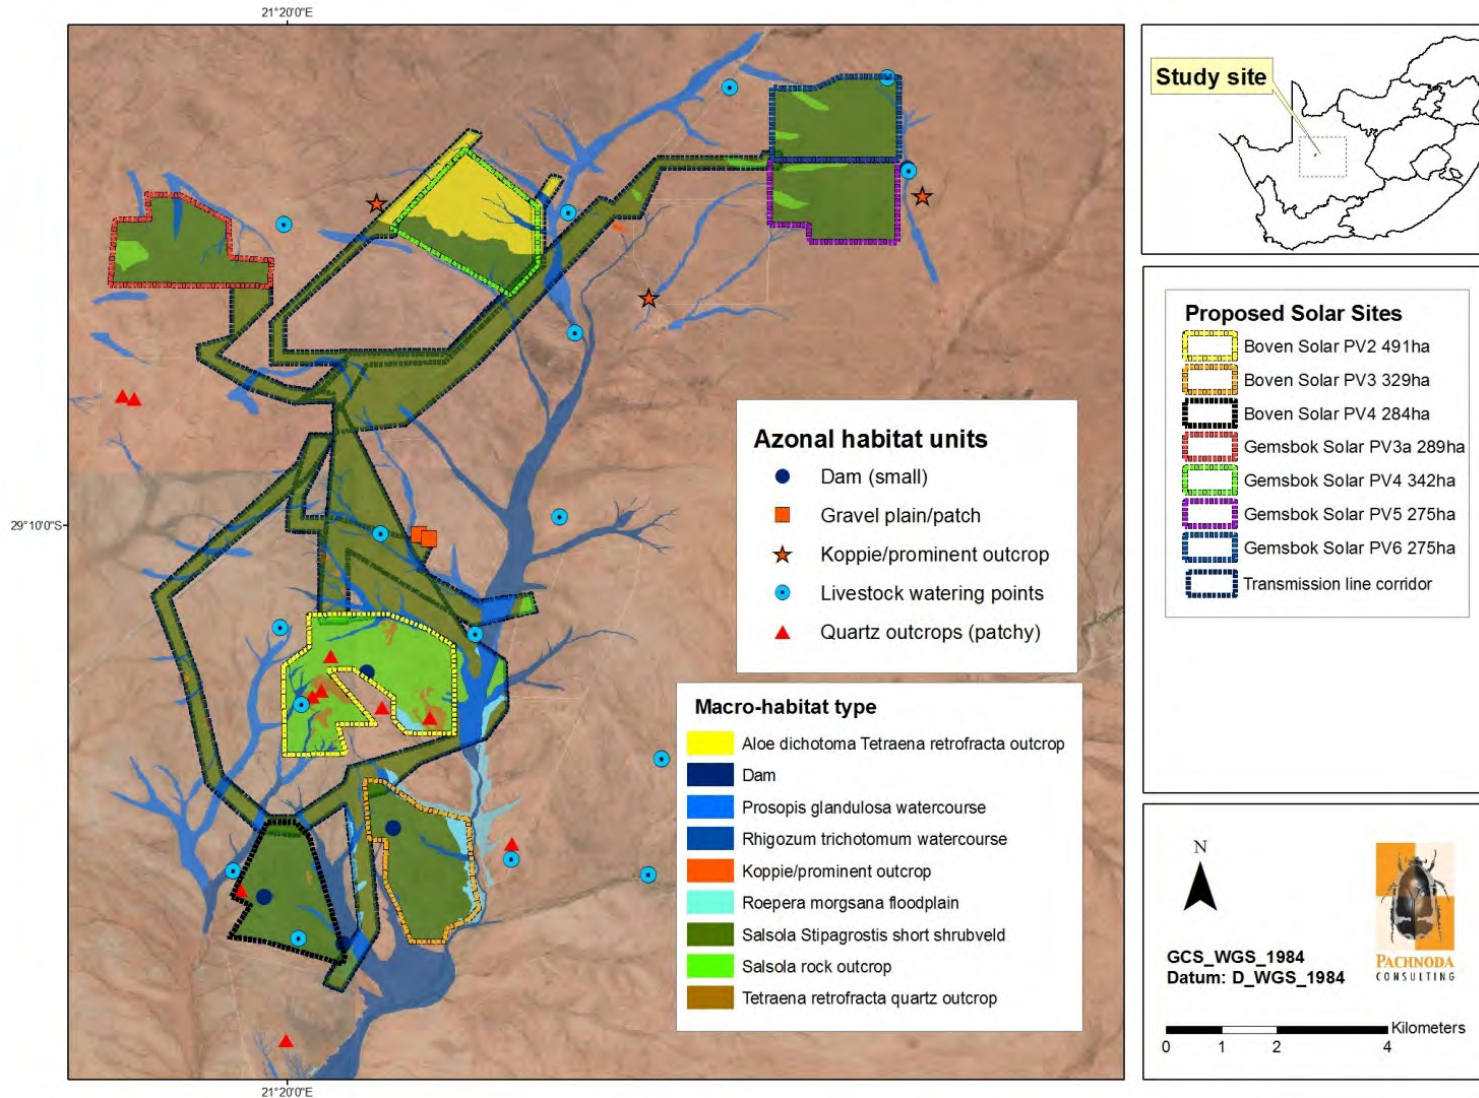 21°20'0"E
29°10'0"S
Azonal habitat units
Dam (small)
Gravel plain/patch
Koppie/prominent outcrop
Livestock watering points
Quartz outcrops (patchy)
Macro-habitat type
Aloe dichotoma Tetraena retrofracta outcrop
Dam
Prosopis glandulosa watercourse
Rhigozum trichotomum watercourse
Koppie/prominent outcrop
Roepera morgsana floodplain
Salsola Stipagrostis short shrubveld
Salsola rock outcrop
Tetraena retrofracta quartz outcrop
21°20'0"E
Study site
Proposed Solar Sites
Boven Solar PV2 491ha
Boven Solar PV3 329ha
Boven Solar PV4 284ha
Gemsbok Solar PV3a 289ha
Gemsbok Solar PV4 342ha
Gemsbok Solar PV5 275ha
Gemsbok Solar PV6 275ha
Transmission line corridor
N
GCS_WGS_1984
Datum: D_WGS_1984
PACHNODA
CONSULTING
Kilometers
0 1 2 4